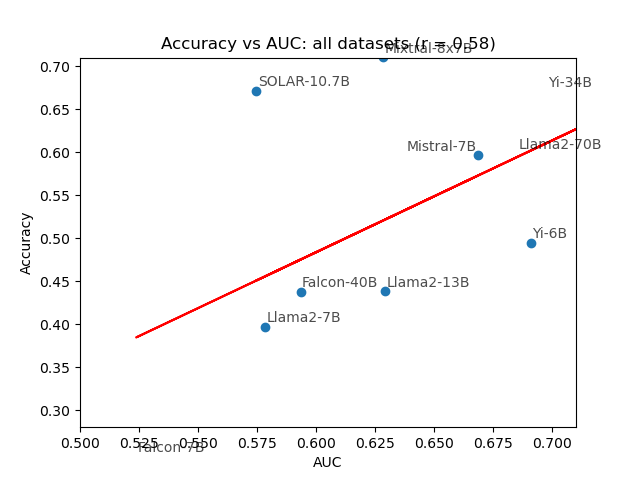 Accuracy vs AUC: all datasets (r = 0.58)
Mixtral-8x7B
SOLAR-10.7B
Yi-34B
Mistral-7B
Llama2-70B
Yi-6B
Falcon-40B
Llama2-13B
Llama2-7B
Falcon-7B
Accuracy
0.70
0.65
0.60
0.55
0.50
0.45
0.40
0.35
0.30
0.500 0.525 0.550 0.575 0.600 0.625 0.650 0.675 0.700
AUC